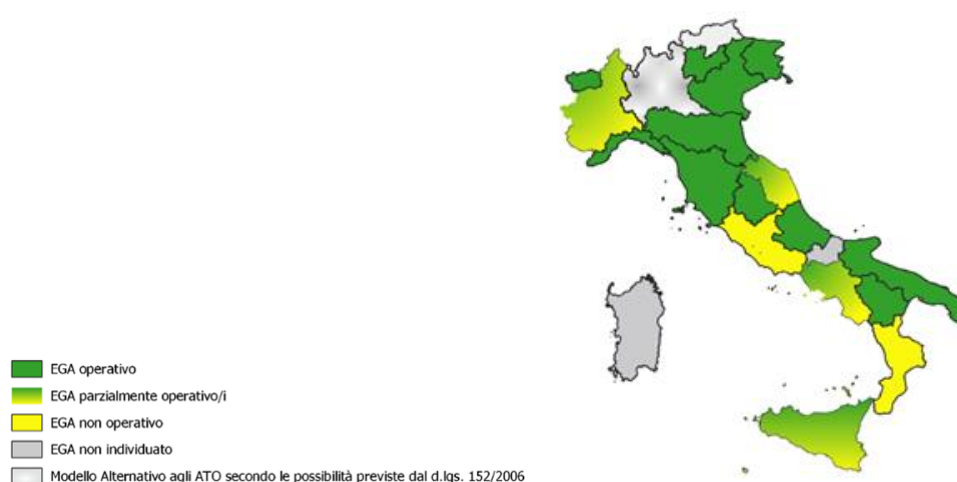 EGA operativo
EGA parzialmente operativo/i
EGA non operativo
EGA non individuato
Modello Alternativo agli ATO secondo le possibilità previste dal d.lgs. 152/2006